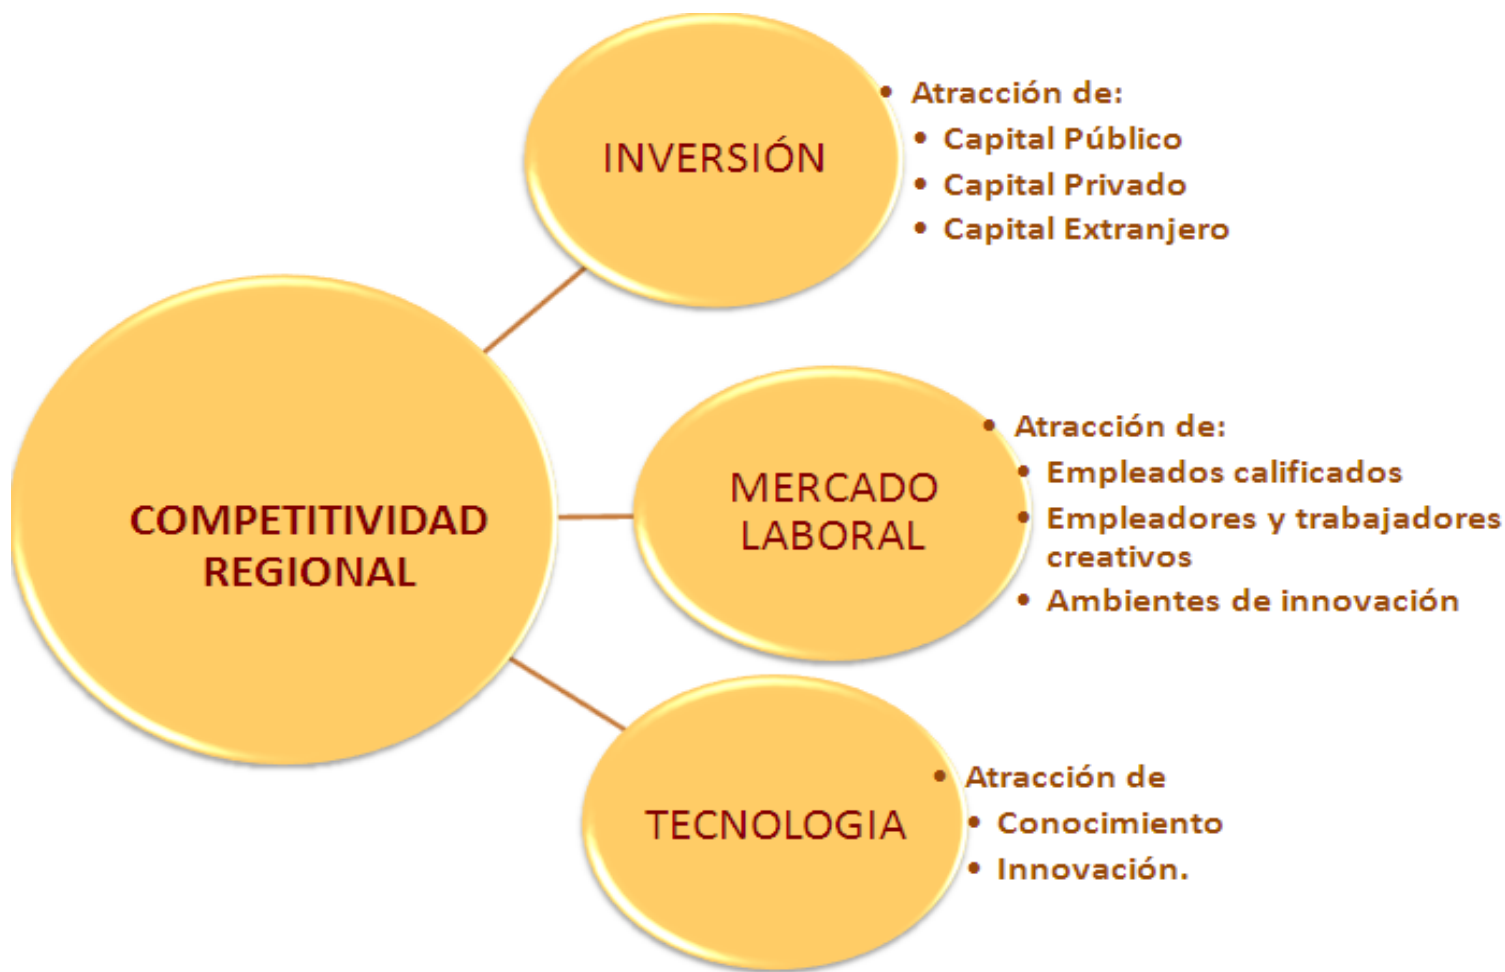 INVERSIÓN
• Atracción de:
• Capital Público
• Capital Privado
• Capital Extranjero
COMPETITIVIDAD
REGIONAL
MERCADO
LABORAL
• Atracción de:
• Empleados calificados
• Empleadores y trabajadores
creativos
• Ambientes de innovación
TECNOLOGIA
• Atracción de
• Conocimiento
• Innovación.